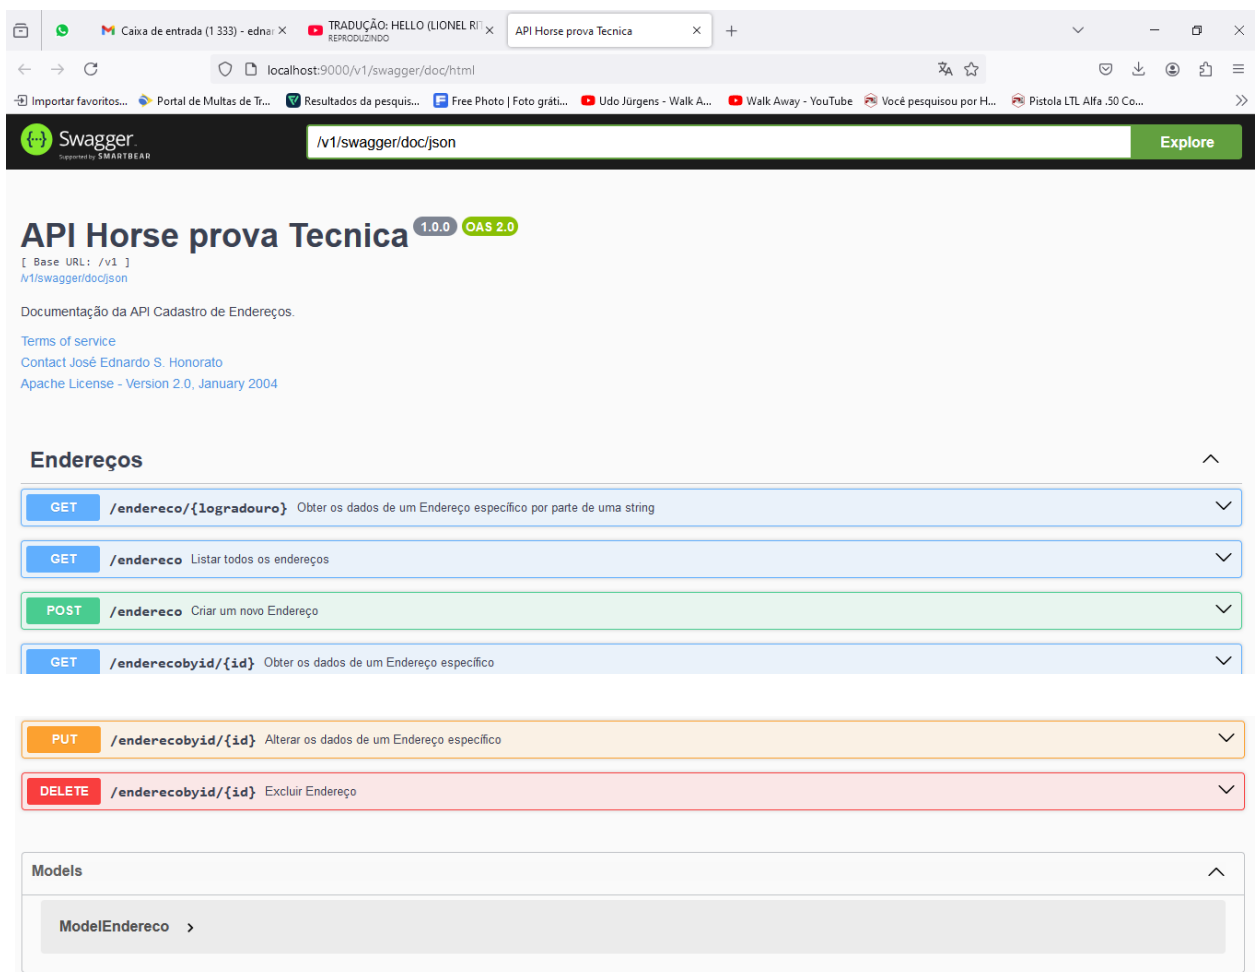 Caixa de entrada (1 333) - ednar
TRADUÇÃO: HELLO (LIONEL RIT
REPRODUZINDO
API Horse prova Tecnica
localhost:9000/v1/swagger/doc/html
Importar favoritos... Portal de Multas de Tr... Resultados da pesquis... Free Photo | Foto gráti... Udo Jürgens - Walk A... Walk Away - YouTube Você pesquisou por H... Pistola LTL Alfa .50 Co...
Swagger.
Supported by SMARTBEAR
/v1/swagger/doc/json
Explore
API Horse prova Tecnica 1.0.0 OAS 2.0
[ Base URL: /v1 ]
/v1/swagger/doc/json
Documentação da API Cadastro de Endereços.
Terms of service
Contact José Ednardo S. Honorato
Apache License - Version 2.0, January 2004
Endereços
GET /endereco/{logradouro} Obter os dados de um Endereço específico por parte de uma string
GET /endereco Listar todos os endereços
POST /endereco Criar um novo Endereço
GET /enderecobyid/{id} Obter os dados de um Endereço específico
PUT /enderecobyid/{id} Alterar os dados de um Endereço específico
DELETE /enderecobyid/{id} Excluir Endereço
Models
ModelEndereco